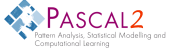 PASCAL2
Pattern Analysis, Statistical Modelling and
Computational Learning